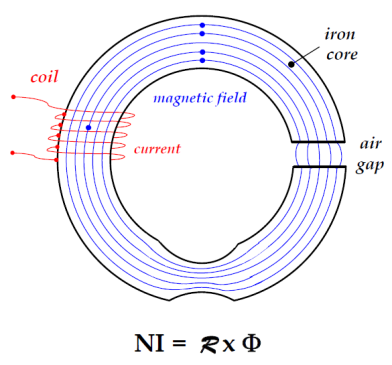 iron
core
coil
magnetic field
current
air
gap
NI = ℛ x Φ